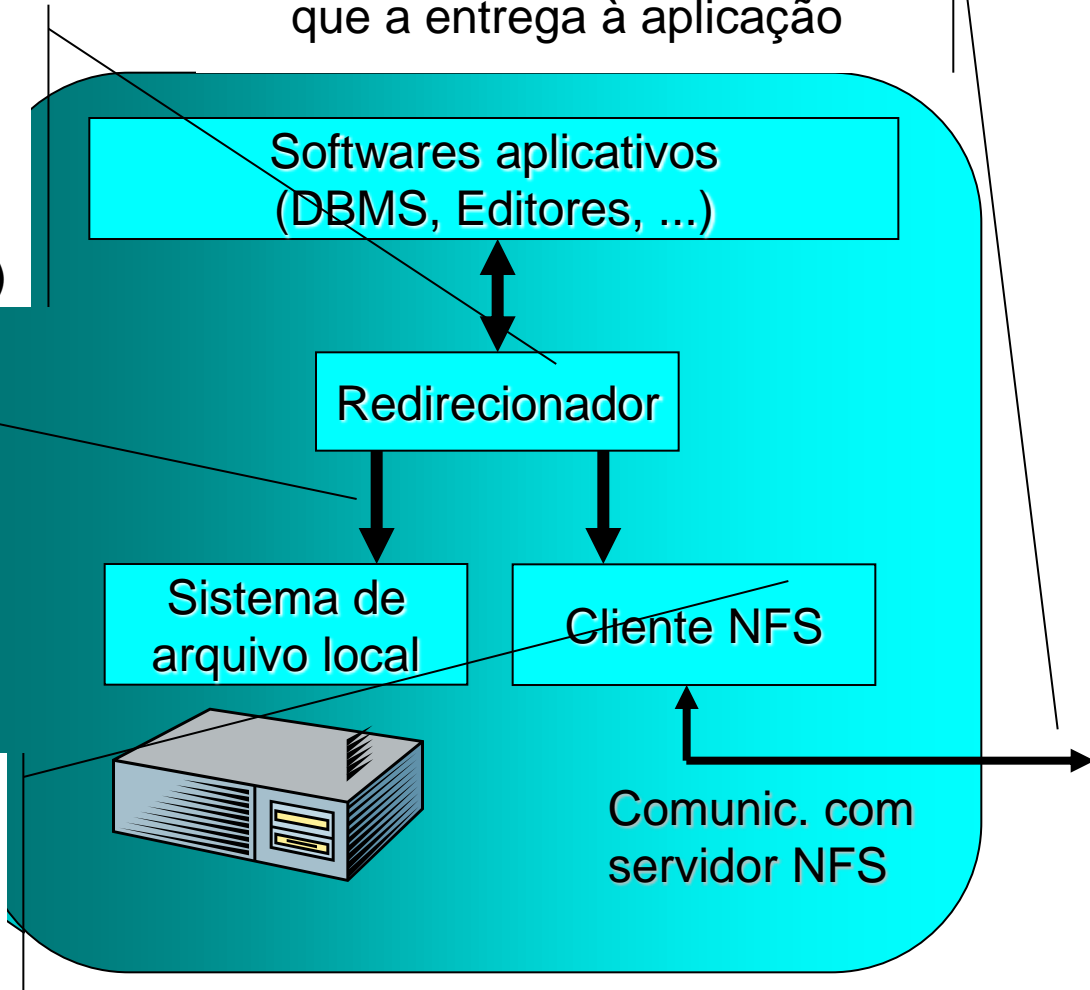 que a entrega à aplicação
Softwares aplicativos
(DBMS, Editores, ...)
)
Redirecionador
Sistema de
arquivo local
Cliente NFS
Comunic. com
servidor NFS